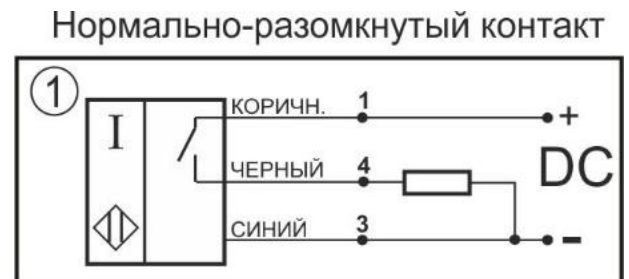 Нормально-разомкнутый контакт
1
I
КОРИЧН. 1 +
ЧЕРНЫЙ 4 DC
СИНИЙ 3 -